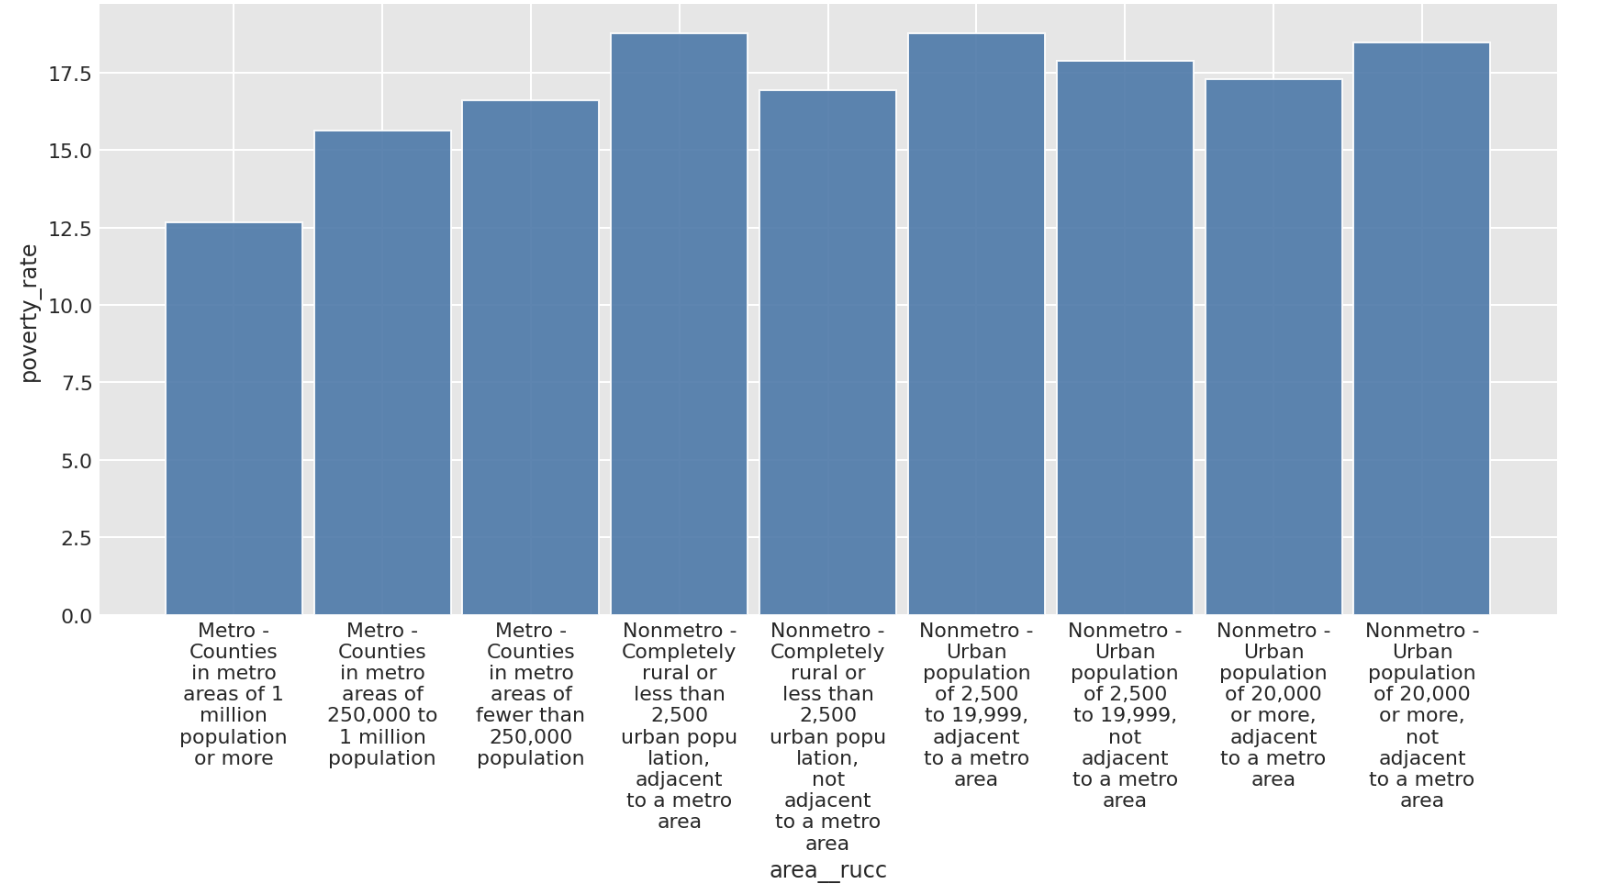 17.5
15.0
12.5
10.0
7.5
5.0
2.5
0.0
poverty_rate
Metro -
Counties
in metro
areas of 1
million
population
or more
Metro -
Counties
in metro
areas of
250,000 to
1 million
population
Metro -
Counties
in metro
areas of
fewer than
250,000
population
Nonmetro -
Completely
rural or
less than
2,500
urban popu
lation,
adjacent
to a metro
area
Nonmetro -
Completely
rural or
less than
2,500
urban popu
lation,
not
adjacent
to a metro
area
Nonmetro -
Urban
population
of 2,500
to 19,999,
adjacent
to a metro
area
Nonmetro -
Urban
population
of 2,500
to 19,999,
not
adjacent
to a metro
area
Nonmetro -
Urban
population
of 20,000
or more,
adjacent
to a metro
area
Nonmetro -
Urban
population
of 20,000
or more,
not
adjacent
to a metro
area
area__rucc